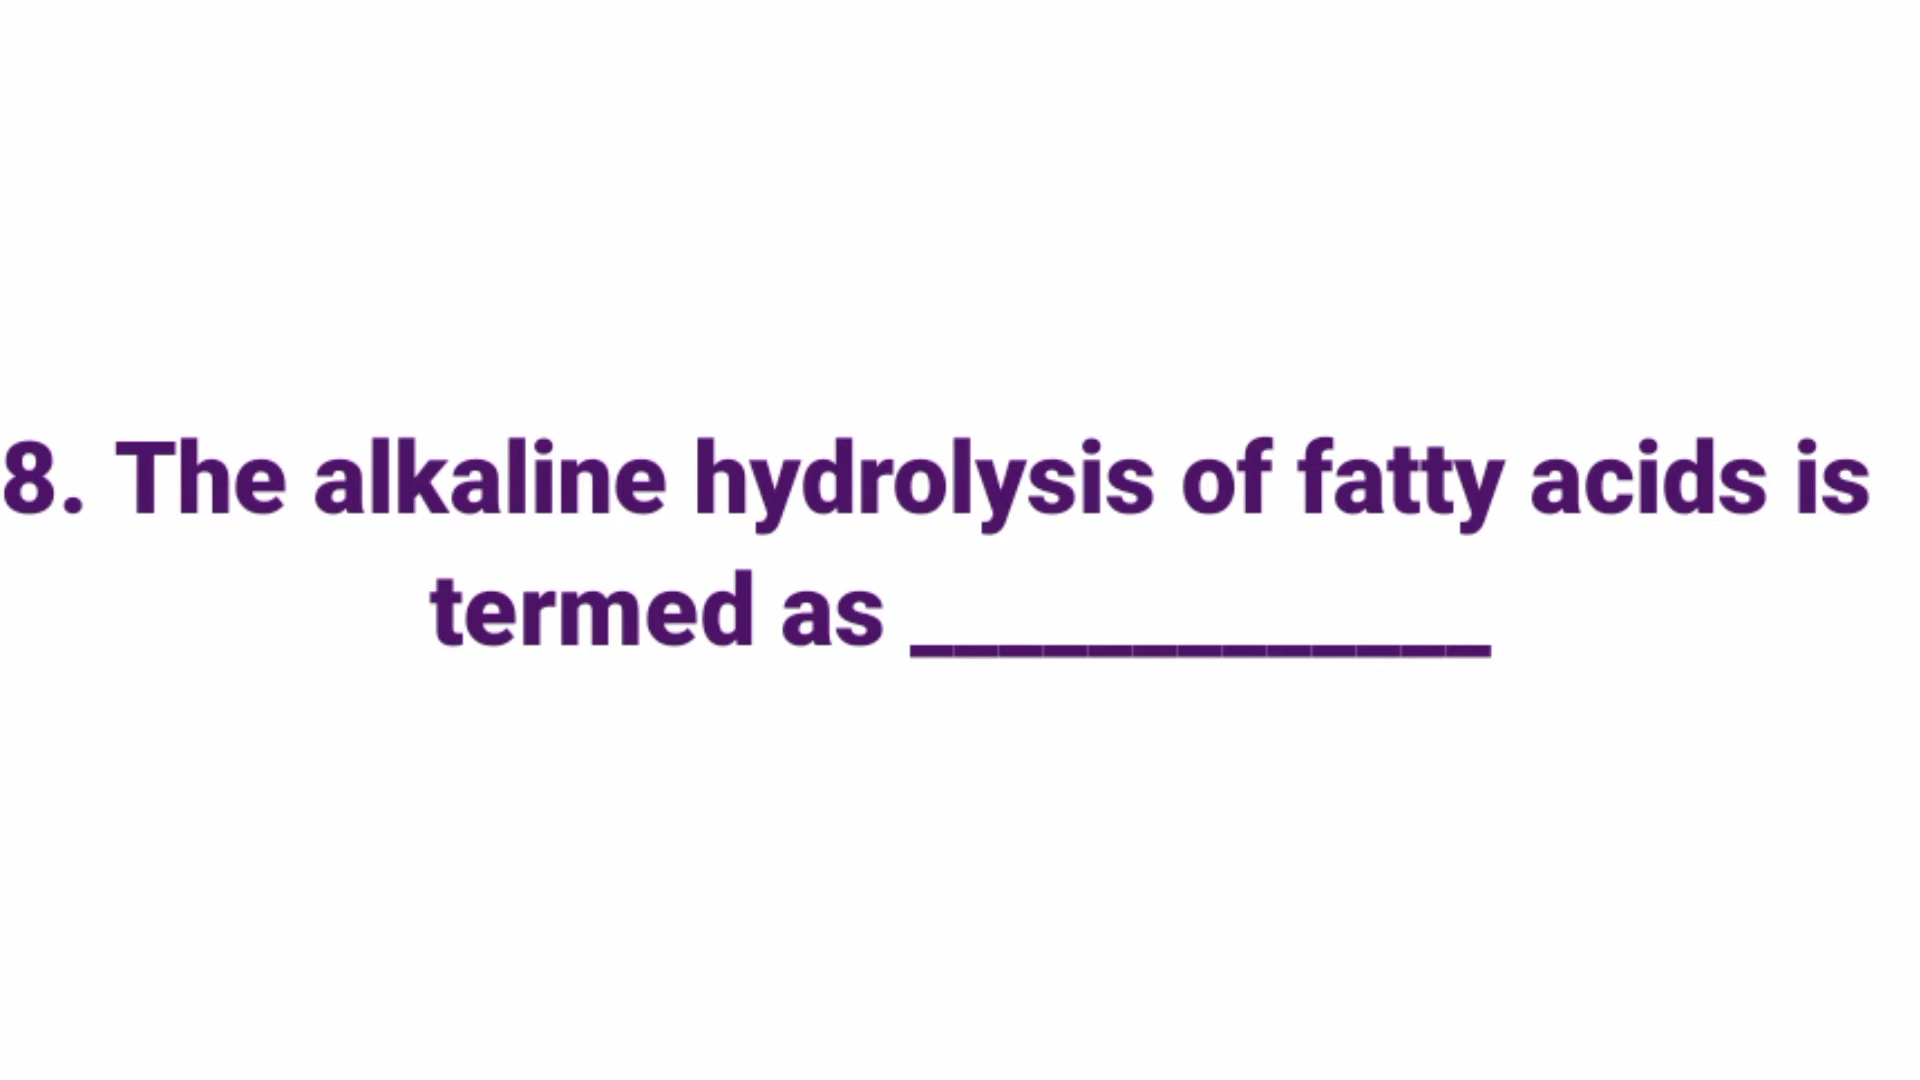 8. The alkaline hydrolysis of fatty acids is
termed as _____________